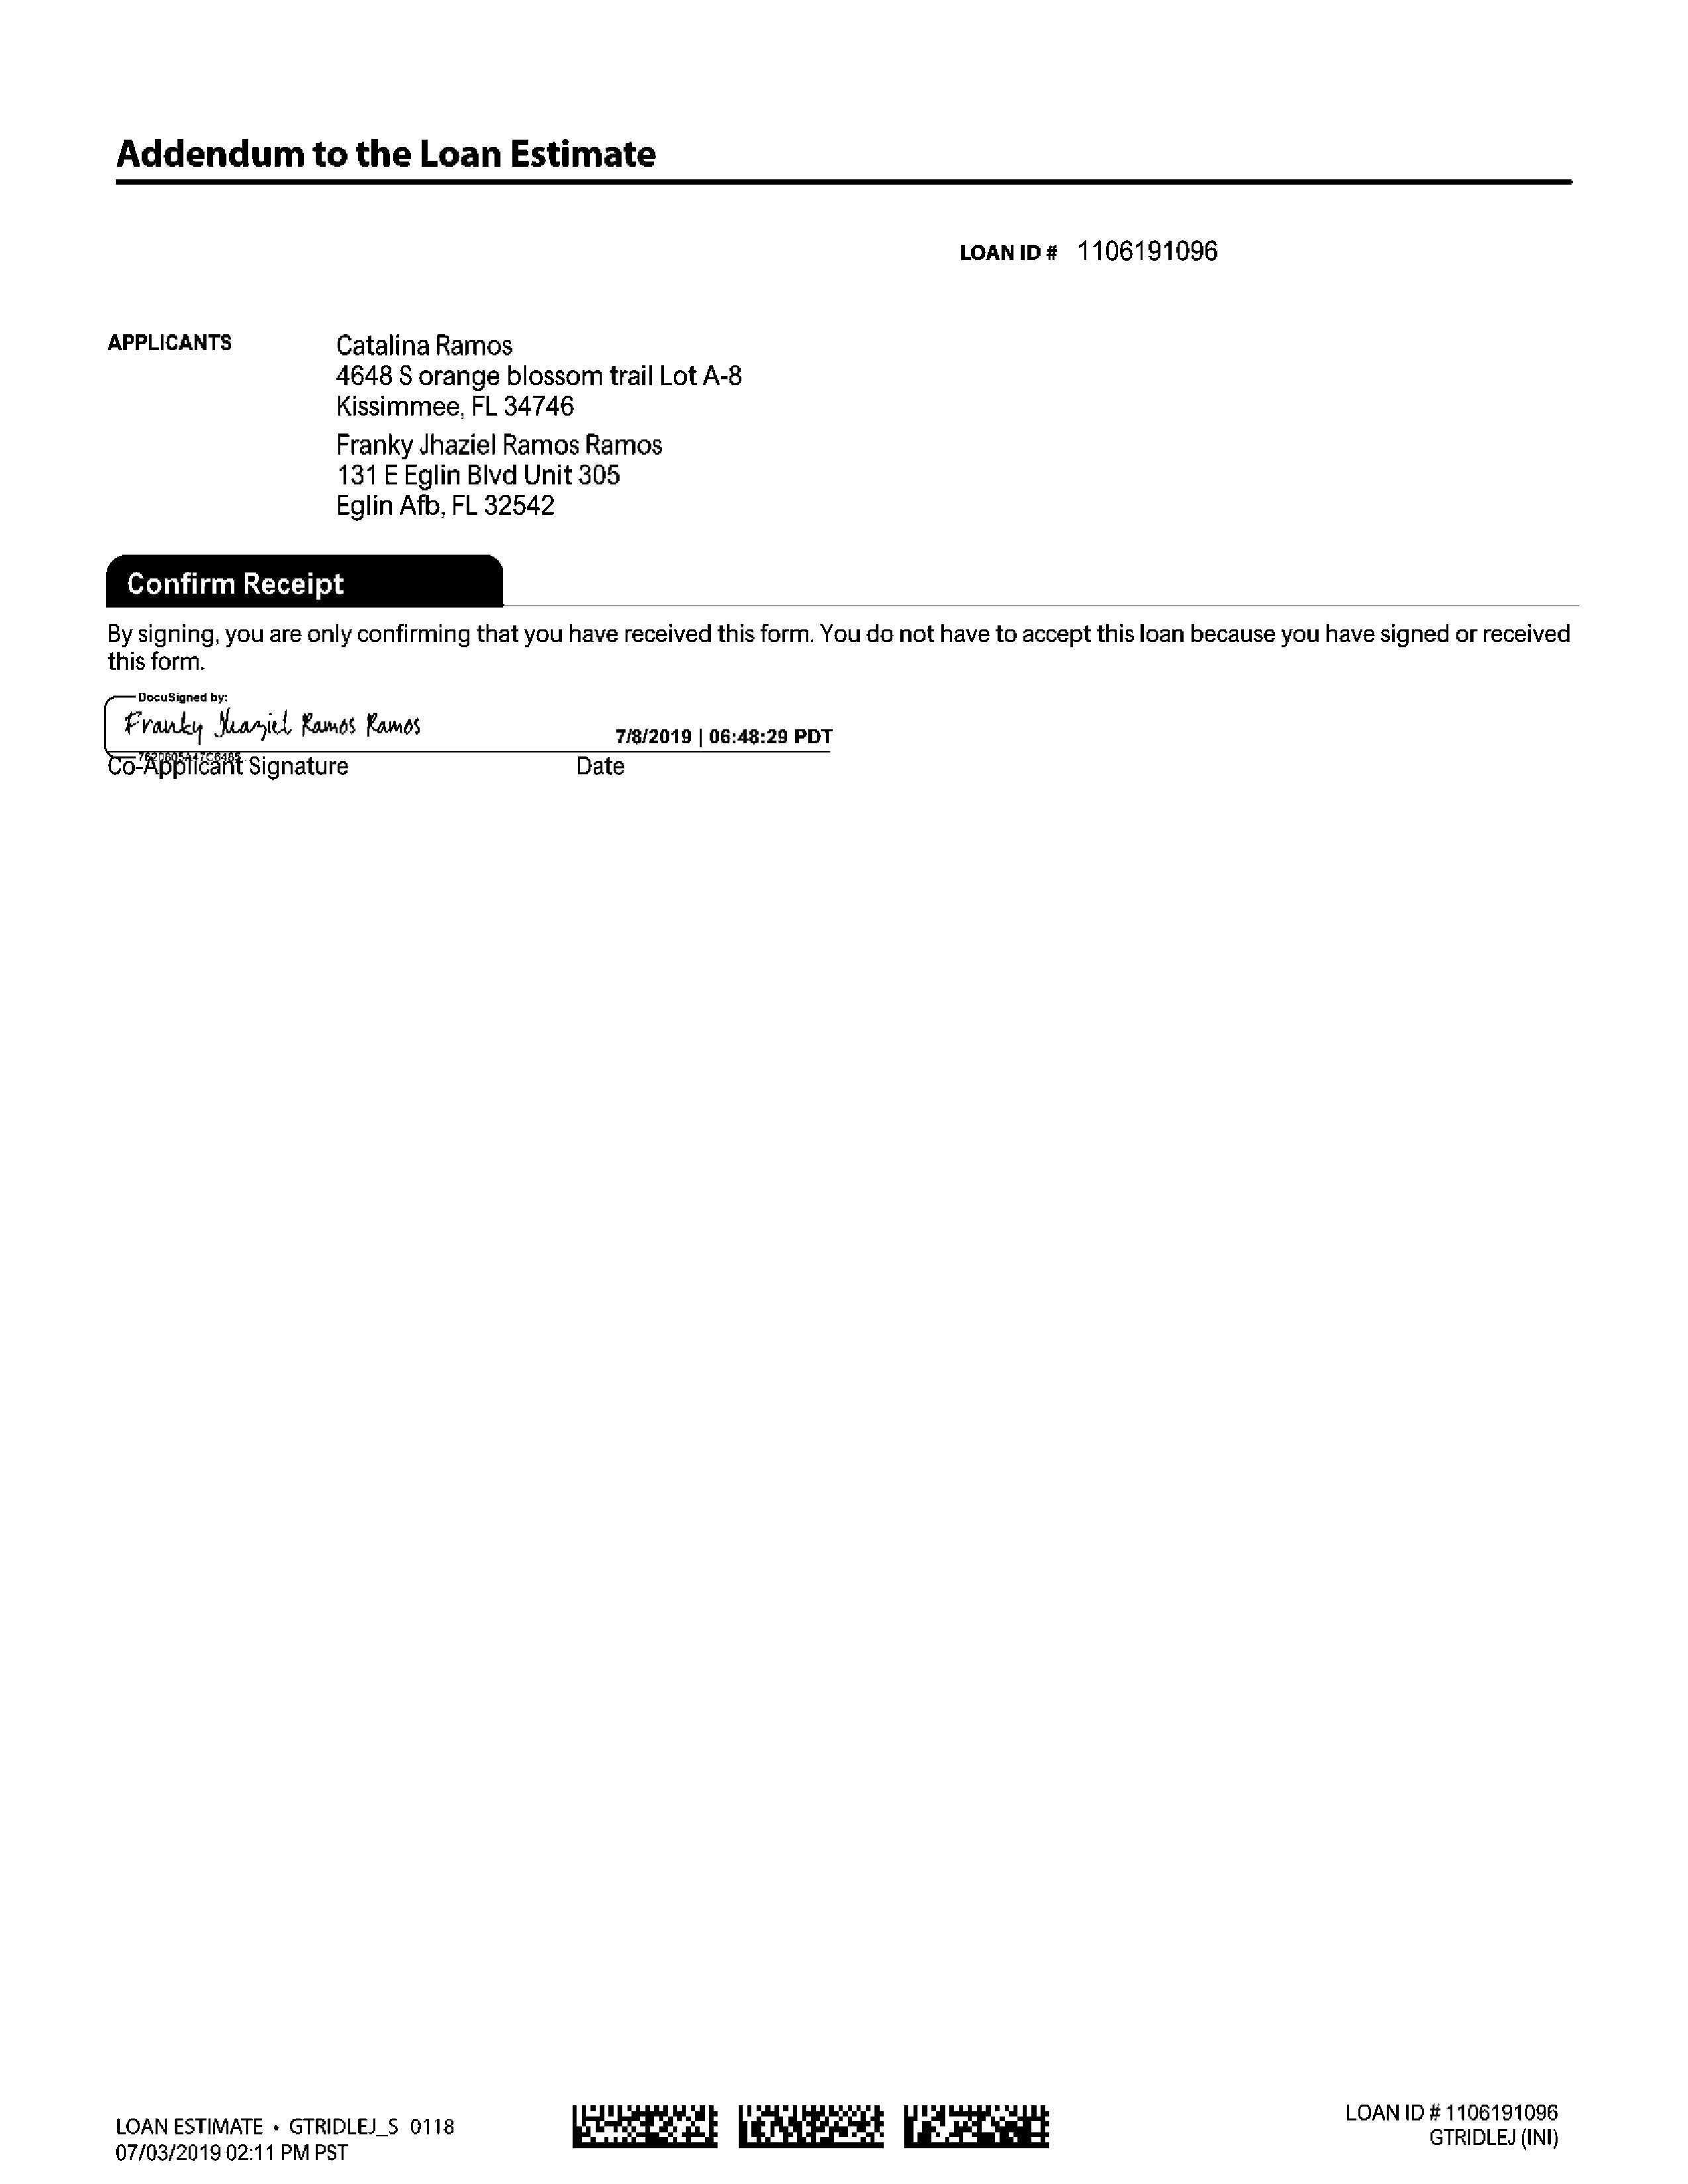 Addendum to the Loan Estimate
LOAN ID # 1106191096
APPLICANTS
Catalina Ramos
4648 S orange blossom trail Lot A-8
Kissimmee, FL 34746
Franky Jhaziel Ramos Ramos
131 E Eglin Blvd Unit 305
Eglin Afb, FL 32542
Confirm Receipt
By signing, you are only confirming that you have received this form. You do not have to accept this loan because you have signed or received
this form.
DocuSigned by:
Franky Jhaziel Ramos Ramos
7/8/2019 | 06:48:29 PDT
Co-Applicant Signature
Date
LOAN ESTIMATE • GTRIDLEJ_S 0118
07/03/2019 02:11 PM PST
LOAN ID # 1106191096
GTRIDLEJ (INI)